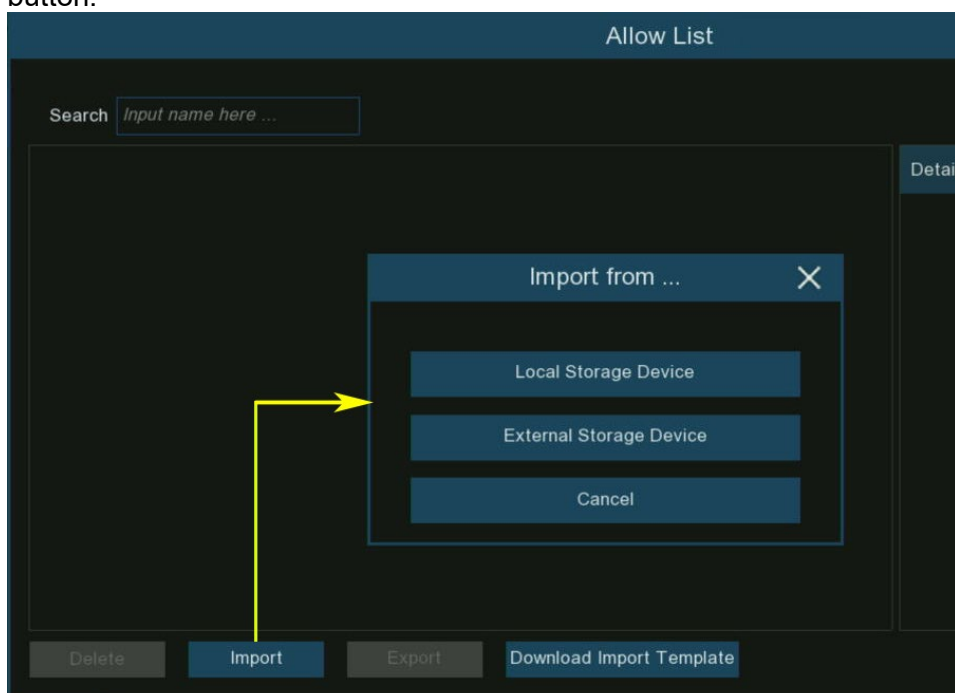 button.
Allow List
Search Input name here ...
Detai
Import from ...
Local Storage Device
External Storage Device
Cancel
Delete Import Export Download Import Template